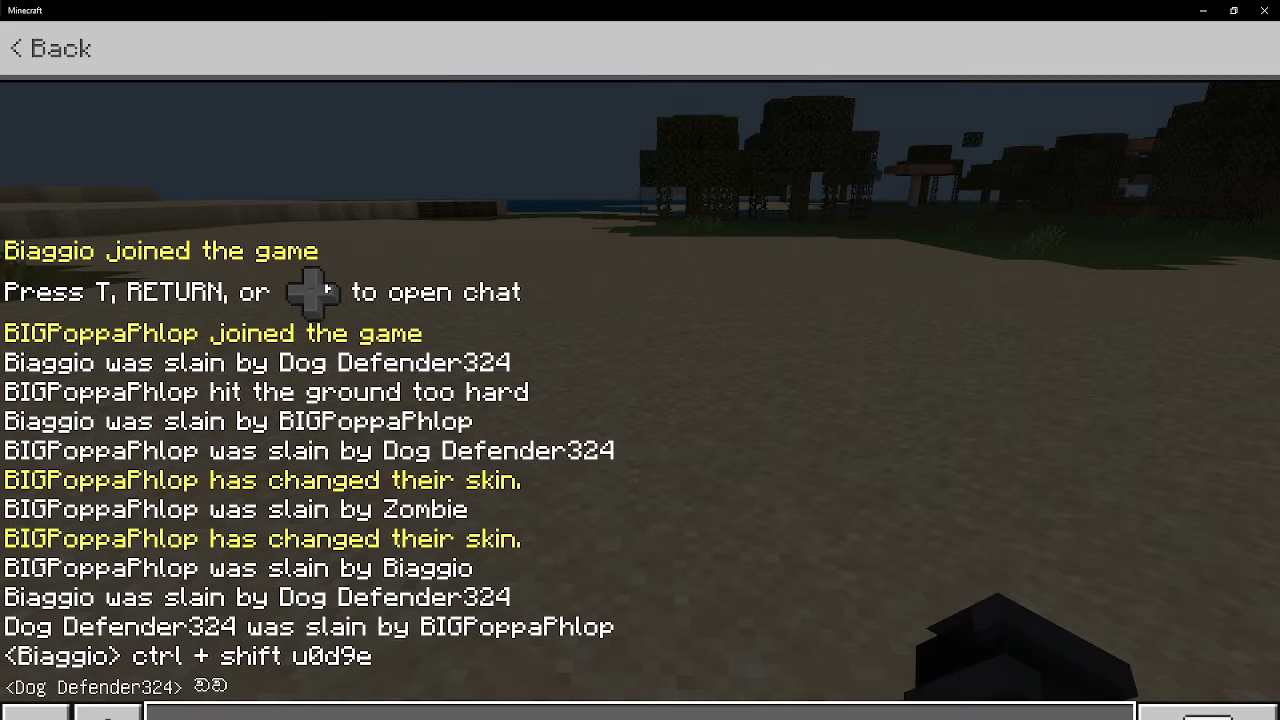 Minecraft
< Back
Biaggio joined the game
Press T, RETURN, or to open chat
BIGPoppaPhlop joined the game
Biaggio was slain by Dog Defender324
BIGPoppaPhlop hit the ground too hard
Biaggio was slain by BIGPoppaPhlop
BIGPoppaPhlop was slain by Dog Defender324
BIGPoppaPhlop has changed their skin.
BIGPoppaPhlop was slain by Zombie
BIGPoppaPhlop has changed their skin.
BIGPoppaPhlop was slain by Biaggio
Biaggio was slain by Dog Defender324
Dog Defender324 was slain by BIGPoppaPhlop
<Biaggio> ctrl + shift u0d9e
<Dog Defender324> ඞඞ